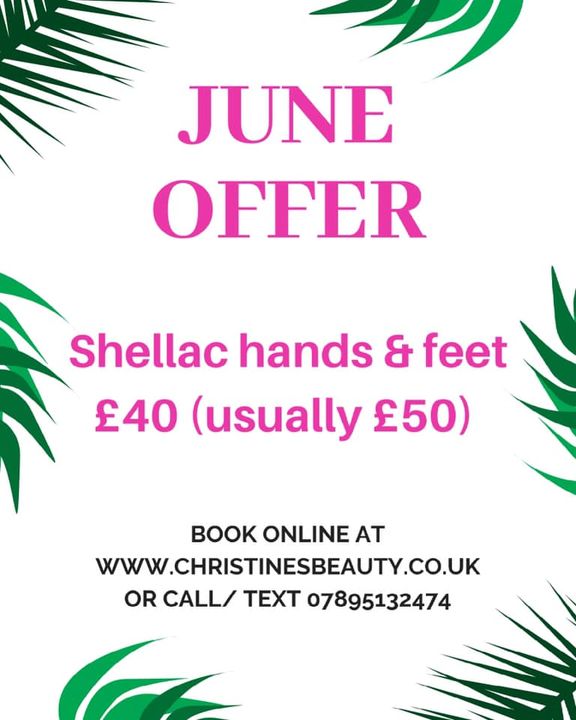 JUNE
OFFER
Shellac hands & feet
£40 (usually £50)
BOOK ONLINE AT
WWW.CHRISTINESBEAUTY.CO.UK
OR CALL/ TEXT 07895132474